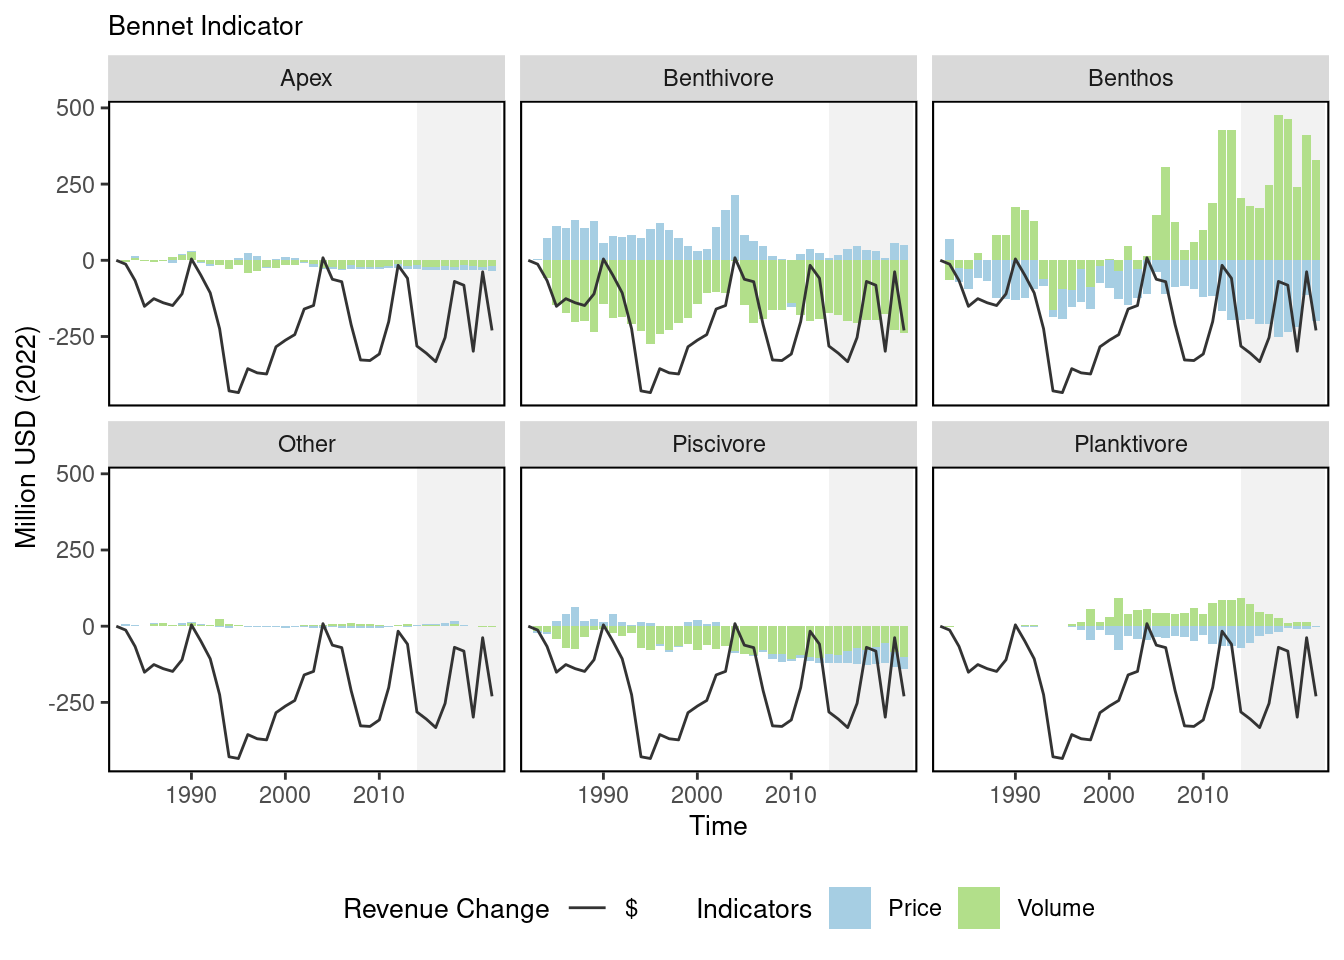 Bennet Indicator
Apex Benthivore Benthos
500
250
0
-250
Other Piscivore Planktivore
500
250
0
-250
Million USD (2022)
1990 2000 2010 1990 2000 2010 1990 2000 2010
Time
Revenue Change $ Indicators Price Volume